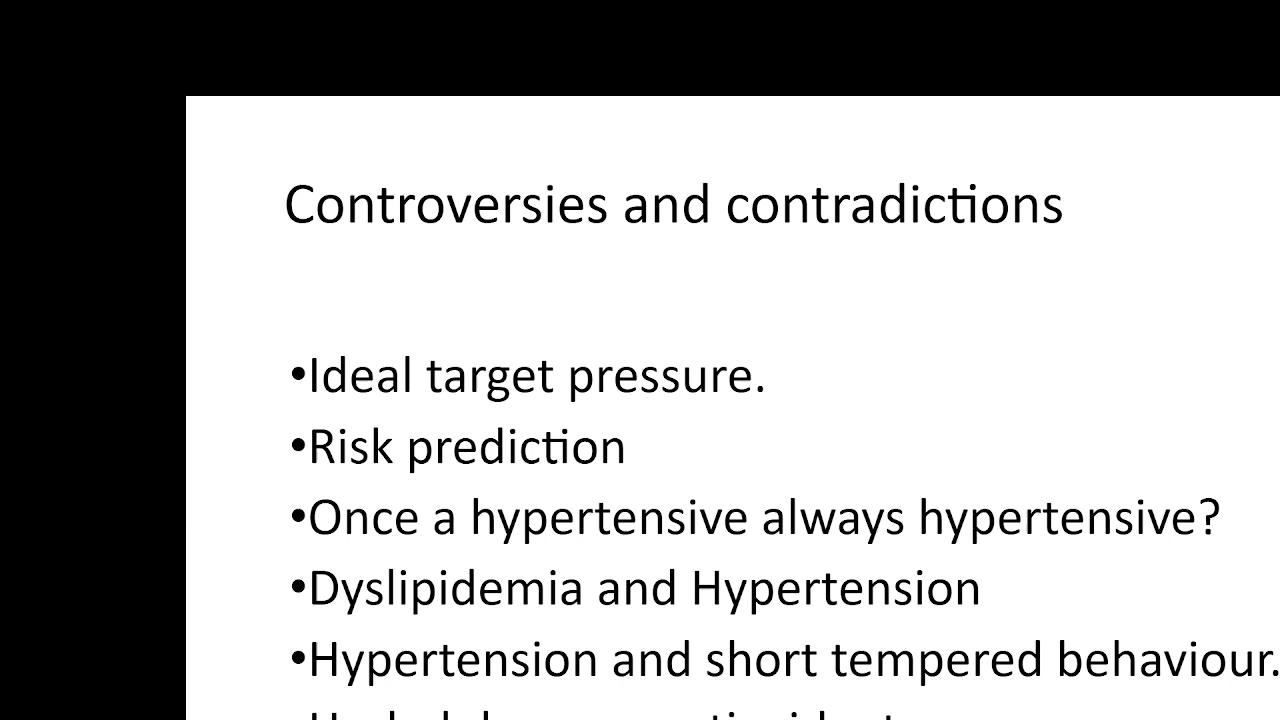 Controversies and contradictions
•Ideal target pressure.
•Risk prediction
•Once a hypertensive always hypertensive?
•Dyslipidemia and Hypertension
•Hypertension and short tempered behaviour.